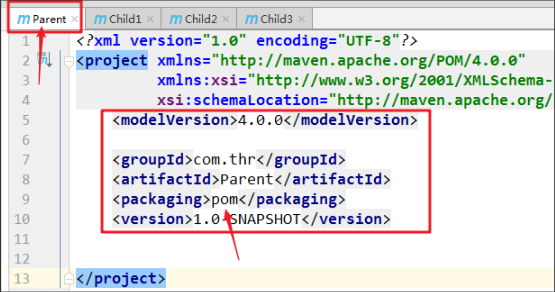 Parent Child1 Child2 Child3
1 <?xml version="1.0" encoding="UTF-8"?>
2 <project xmlns="http://maven.apache.org/POM/4.0.0"
3 xmlns:xsi="http://www.w3.org/2001/XMLSchema-
4 xsi:schemaLocation="http://maven.apache.org/
5 <modelVersion>4.0.0</modelVersion>
6
7 <groupId>com.thr</groupId>
8 <artifactId>Parent</artifactId>
9 <packaging>pom</packaging>
10 <version>1.0-SNAPSHOT</version>
11
12
13 </project>